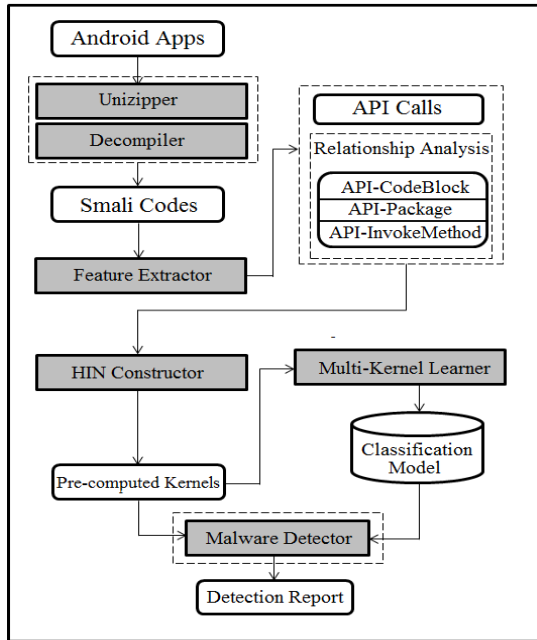 Android Apps
Unizipper
Decompiler
Smali Codes
Feature Extractor
API Calls
Relationship Analysis
API-CodeBlock
API-Package
API-InvokeMethod
HIN Constructor
Multi-Kernel Learner
Classification
Model
Pre-computed Kernels
Malware Detector
Detection Report